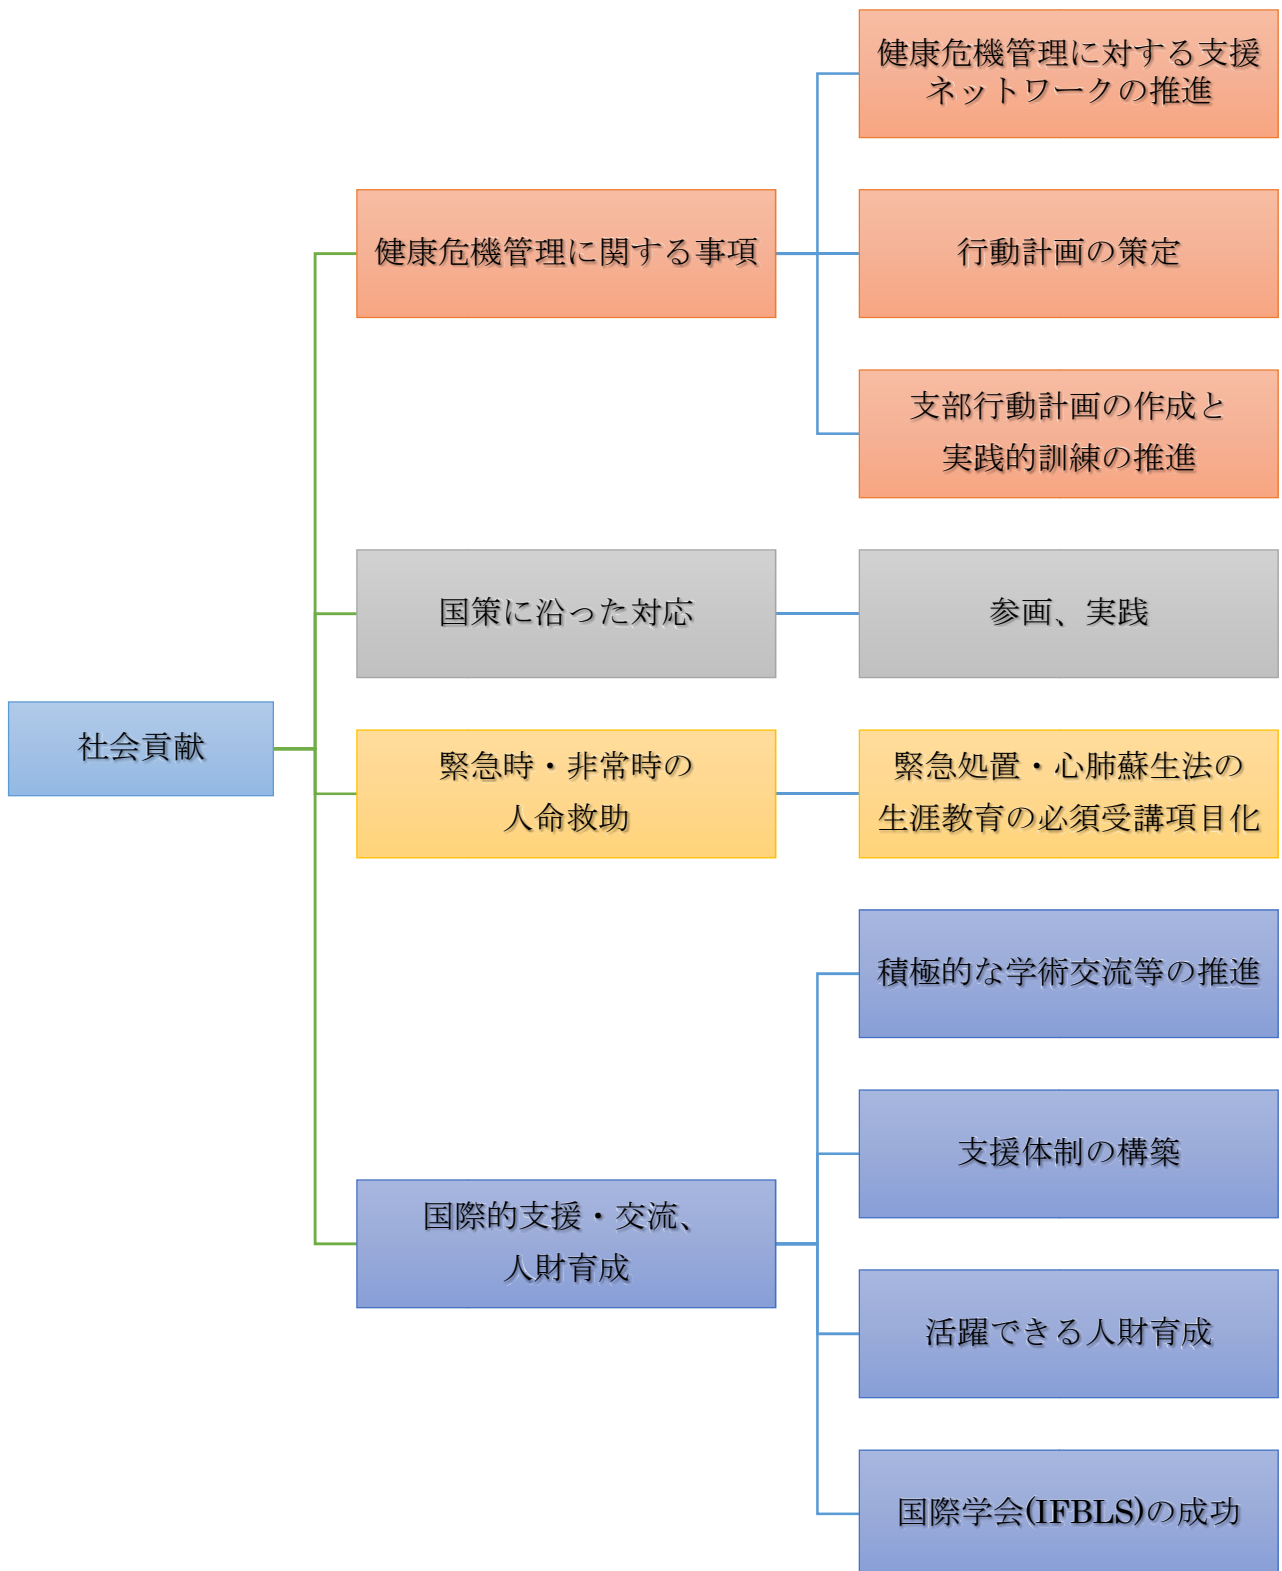 社会貢献
健康危機管理に関する事項
健康危機管理に対する支援
ネットワークの推進
行動計画の策定
支部行動計画の作成と
実践的訓練の推進
国策に沿った対応
参画、実践
緊急時・非常時の
人命救助
緊急処置・心肺蘇生法の
生涯教育の必須受講項目化
国際的支援・交流、
人財育成
積極的な学術交流等の推進
支援体制の構築
活躍できる人財育成
国際学会(IFBLS)の成功